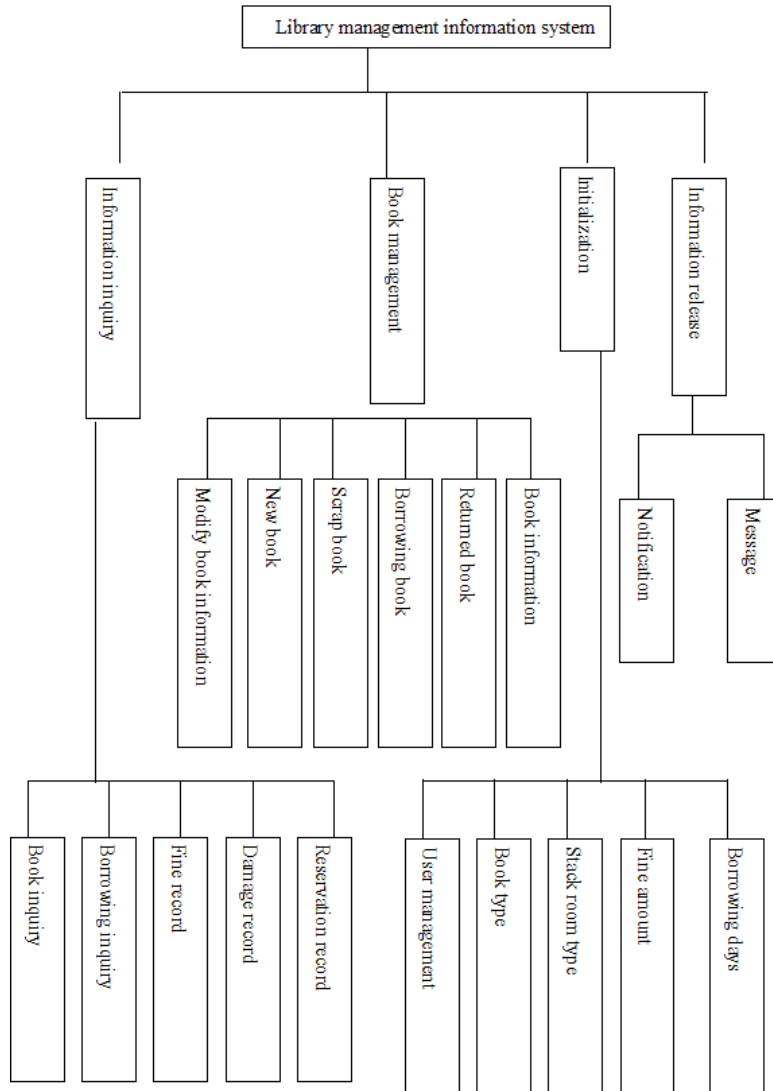 Library management information system
Information inquiry
Book management
Initialization
Information release
Modify book information
New book
Scrap book
Borrowing book
Returned book
Book information
Notification
Message
Book inquiry
Borrowing inquiry
Fine record
Damage record
Reservation record
User management
Book type
Stack room type
Fine amount
Borrowing days